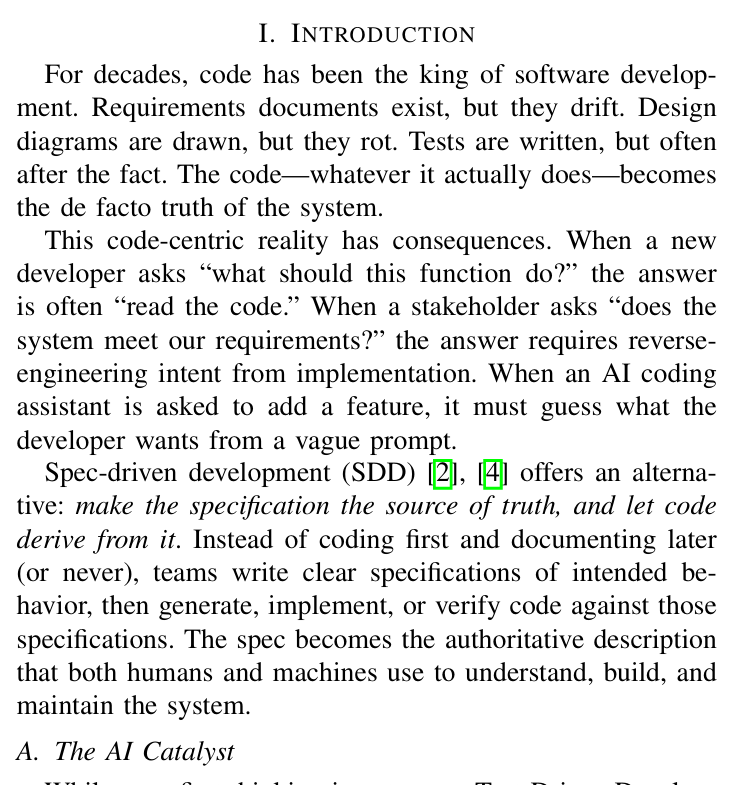 I. INTRODUCTION
For decades, code has been the king of software develop-
ment. Requirements documents exist, but they drift. Design
diagrams are drawn, but they rot. Tests are written, but often
after the fact. The code—whatever it actually does—becomes
the de facto truth of the system.
This code-centric reality has consequences. When a new
developer asks “what should this function do?” the answer
is often “read the code.” When a stakeholder asks “does the
system meet our requirements?” the answer requires reverse-
engineering intent from implementation. When an AI coding
assistant is asked to add a feature, it must guess what the
developer wants from a vague prompt.
Spec-driven development (SDD) [2], [4] offers an alterna-
tive: make the specification the source of truth, and let code
derive from it. Instead of coding first and documenting later
(or never), teams write clear specifications of intended be-
havior, then generate, implement, or verify code against those
specifications. The spec becomes the authoritative description
that both humans and machines use to understand, build, and
maintain the system.
A. The AI Catalyst